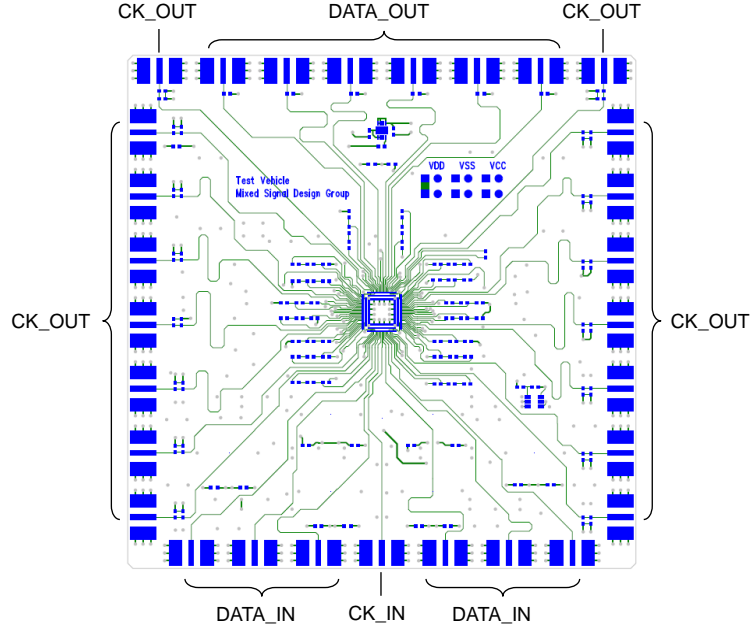 CK_OUT DATA_OUT CK_OUT
VDD VSS VCC
Test Vehicle
Mixed Signal Design Group
CK_OUT CK_OUT
DATA_IN CK_IN DATA_IN